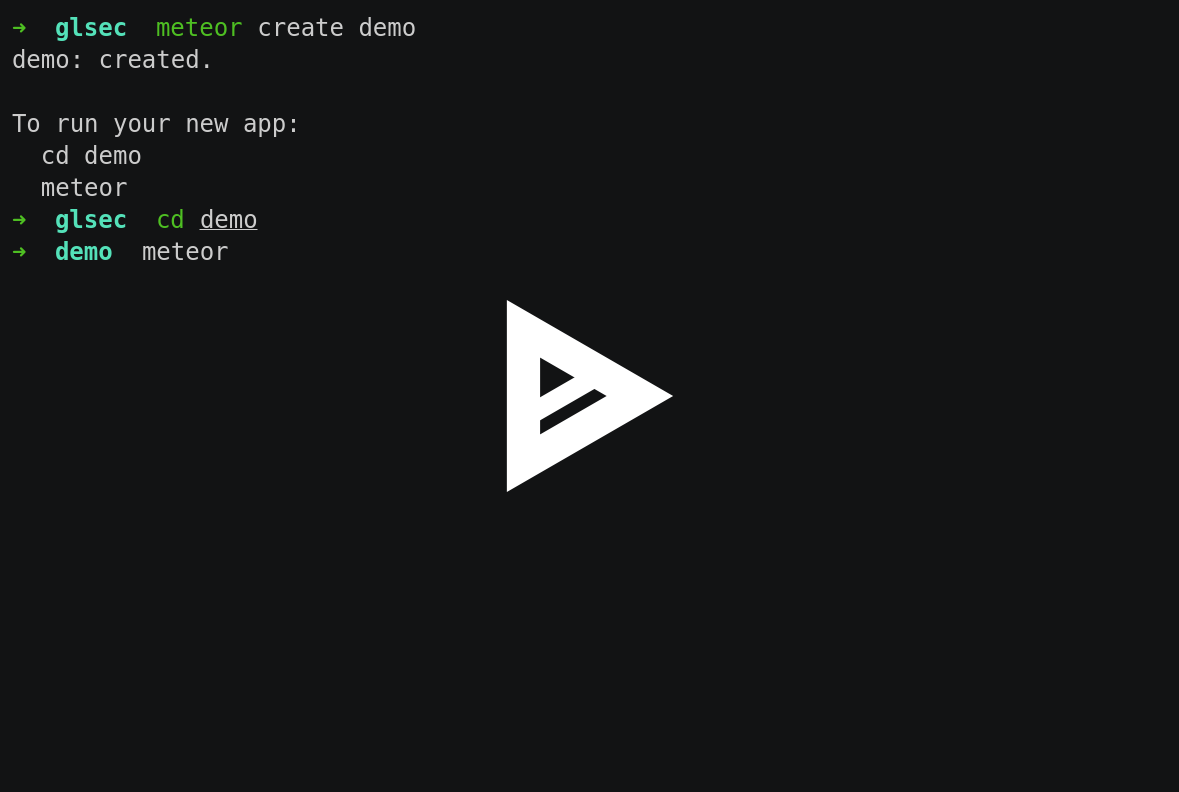 ➜  glsec  meteor create demo
demo: created.

To run your new app:
  cd demo
  meteor
➜  glsec  cd demo
➜  demo  meteor